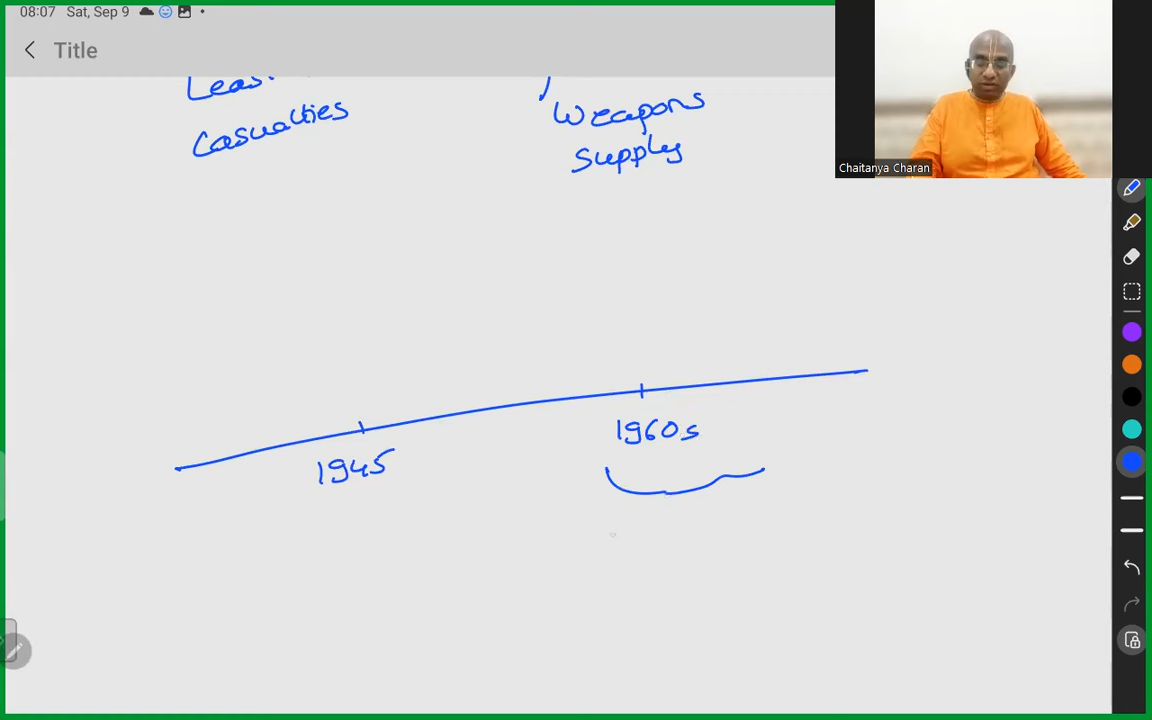 08:07 Sat, Sep 9
Title
Casualties
Weapons
Supply
Chaitanya Charan
1960s
1945